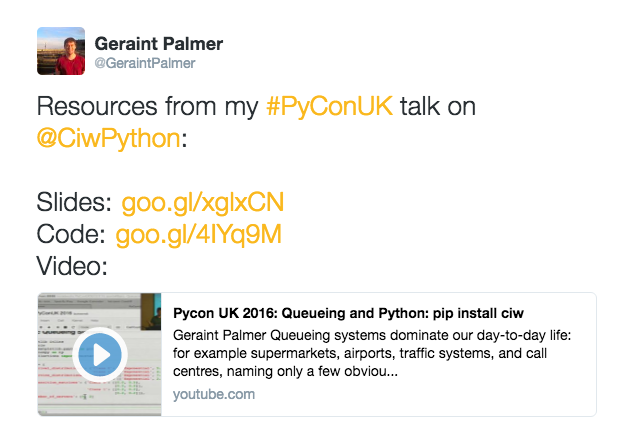 Geraint Palmer
@GeraintPalmer
Resources from my #PyConUK talk on
@CiwPython:
Slides: goo.gl/xglxCN
Code: goo.gl/4IYq9M
Video:
Pycon UK 2016: Queueing and Python: pip install ciw
Geraint Palmer Queueing systems dominate our day-to-day life:
for example supermarkets, airports, traffic systems, and call
centres, naming only a few obviou...
youtube.com